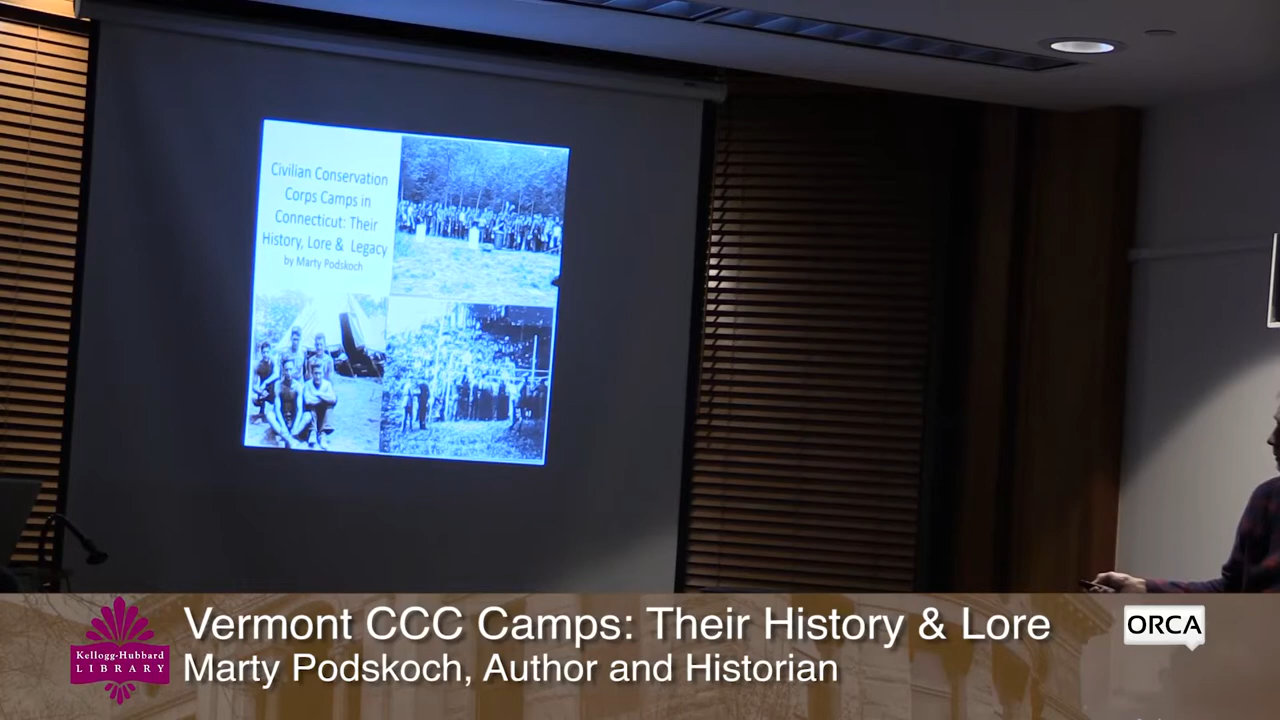 Civilian Conservation
Corps Camps in
Connecticut: Their
History, Lore & Legacy
by Marty Podskoch
Kellogg-Hubbard
LIBRARY
Vermont CCC Camps: Their History & Lore
Marty Podskoch, Author and Historian
ORCA